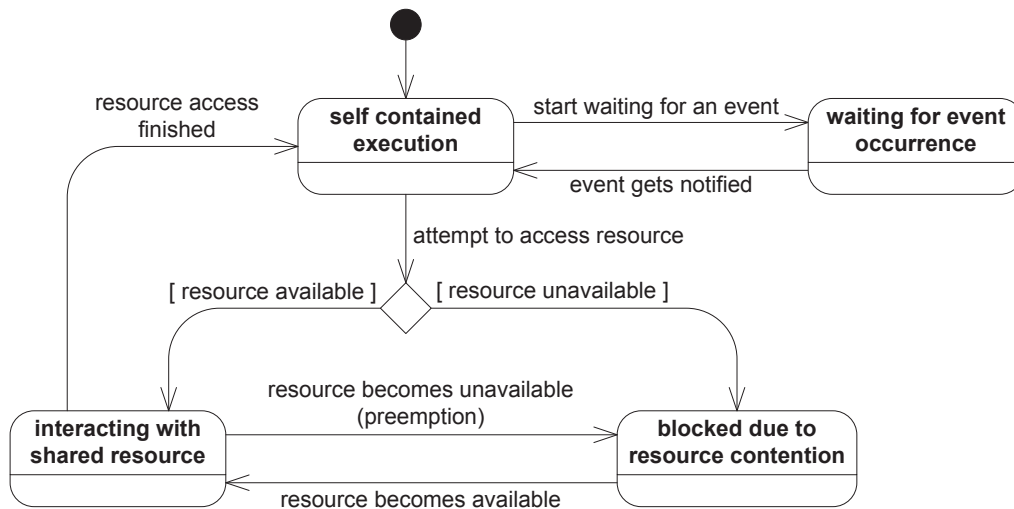 resource access
finished
self contained
execution
start waiting for an event
waiting for event
occurrence
event gets notified
attempt to access resource
[ resource available ]
[ resource unavailable ]
resource becomes unavailable
(preemption)
interacting with
shared resource
blocked due to
resource contention
resource becomes available